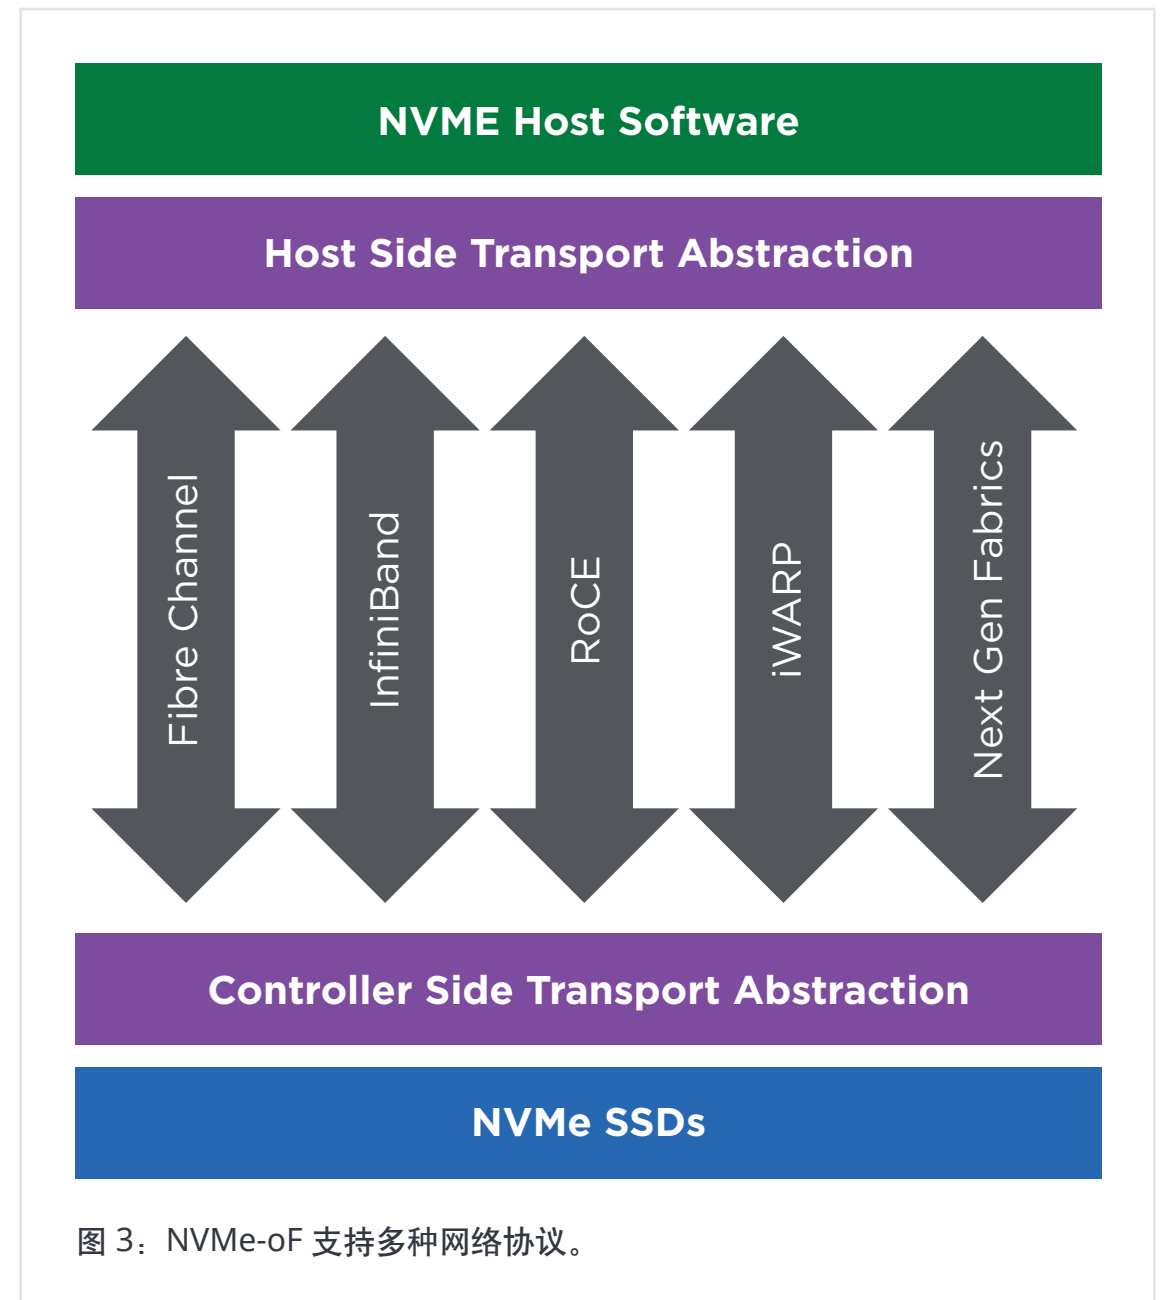 NVME Host Software
Host Side Transport Abstraction
Fibre Channel
InfiniBand
RoCE
iWARP
Next Gen Fabrics
Controller Side Transport Abstraction
NVMe SSDs
图 3：NVMe-oF 支持多种网络协议。